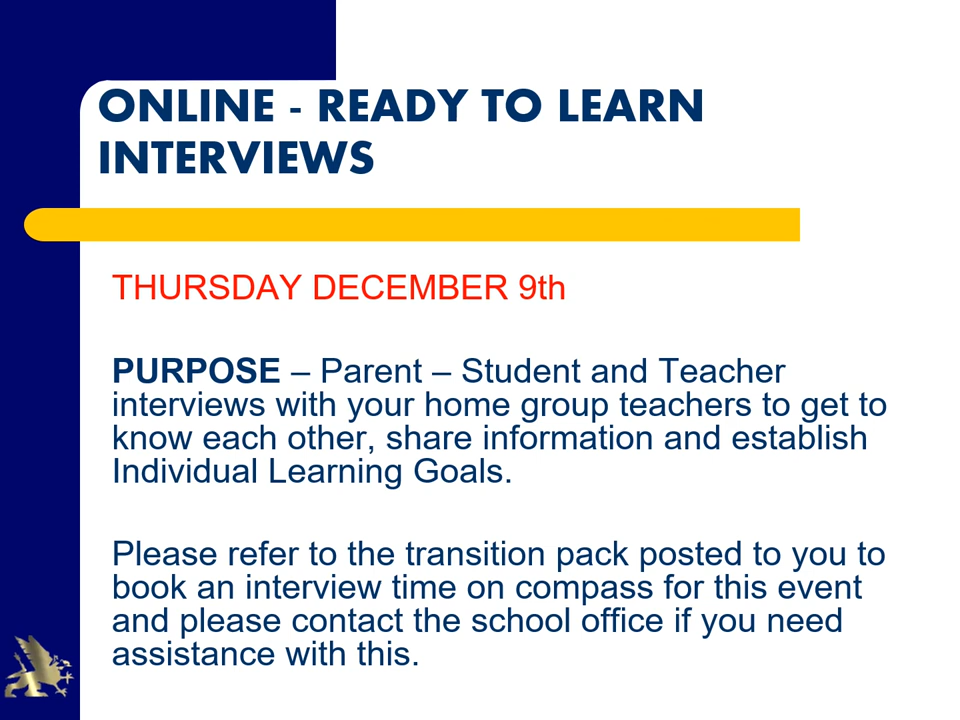 ONLINE - READY TO LEARN
INTERVIEWS
THURSDAY DECEMBER 9th
PURPOSE – Parent – Student and Teacher
interviews with your home group teachers to get to
know each other, share information and establish
Individual Learning Goals.
Please refer to the transition pack posted to you to
book an interview time on compass for this event
and please contact the school office if you need
assistance with this.